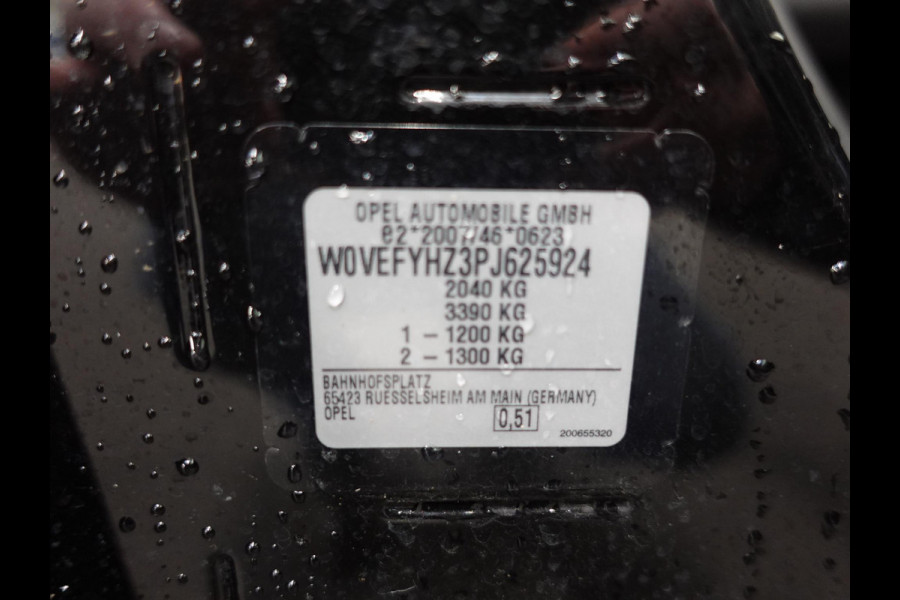 OPEL AUTOMOBILE GMBH
e2*2007/46*0623
W0VEFYHZ3PJ625924
2040 KG
3390 KG
1 – 1200 KG
2 – 1300 KG
BAHNHOFSPLATZ
65423 RUESSELSHEIM AM MAIN (GERMANY)
OPEL
0,51
200655320